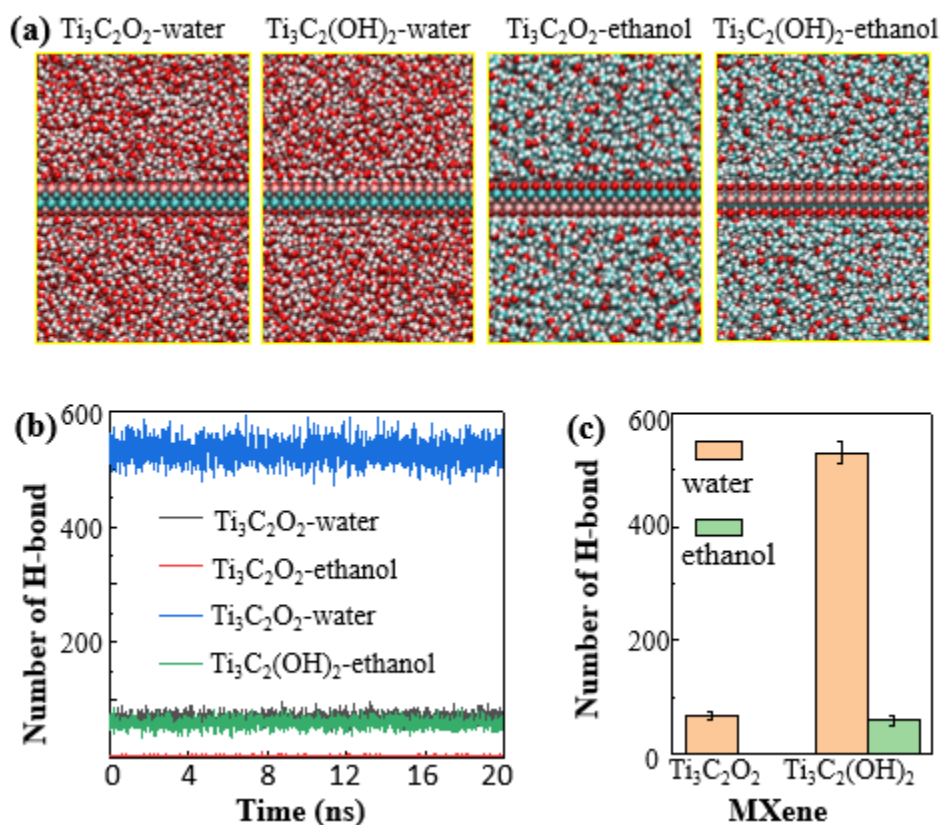 (a) Ti₃C₂O₂-water Ti₃C₂(OH)₂-water Ti₃C₂O₂-ethanol Ti₃C₂(OH)₂-ethanol
(b)
Number of H-bond
600
400
200
Ti₃C₂O₂-water
Ti₃C₂O₂-ethanol
Ti₃C₂O₂-water
Ti₃C₂(OH)₂-ethanol
0 4 8 12 16 20
Time (ns)
(c)
Number of H-bond
600
400
200
0
water
ethanol
Ti₃C₂O₂ Ti₃C₂(OH)₂
MXene